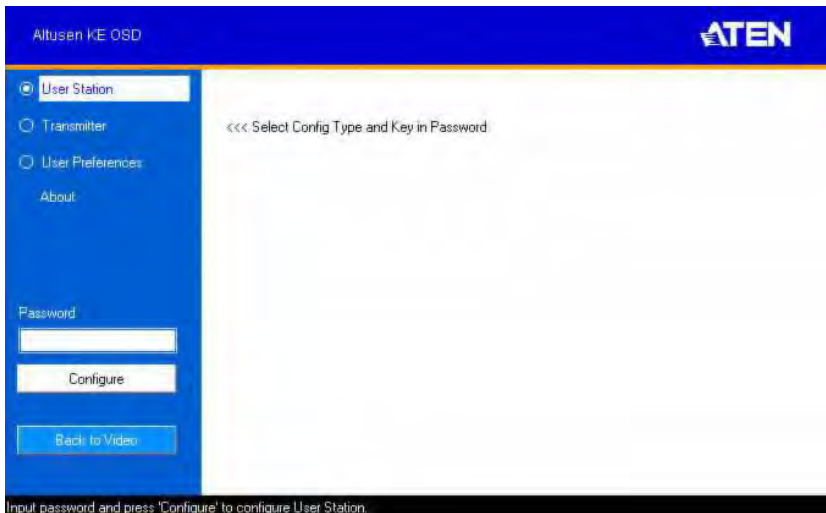 Altusen KE OSD
ATEN
User Station
Transmitter
<<< Select Config Type and Key in Password
User Preferences
About
Password
Configure
Back to Video
Input password and press 'Configure' to configure User Station.